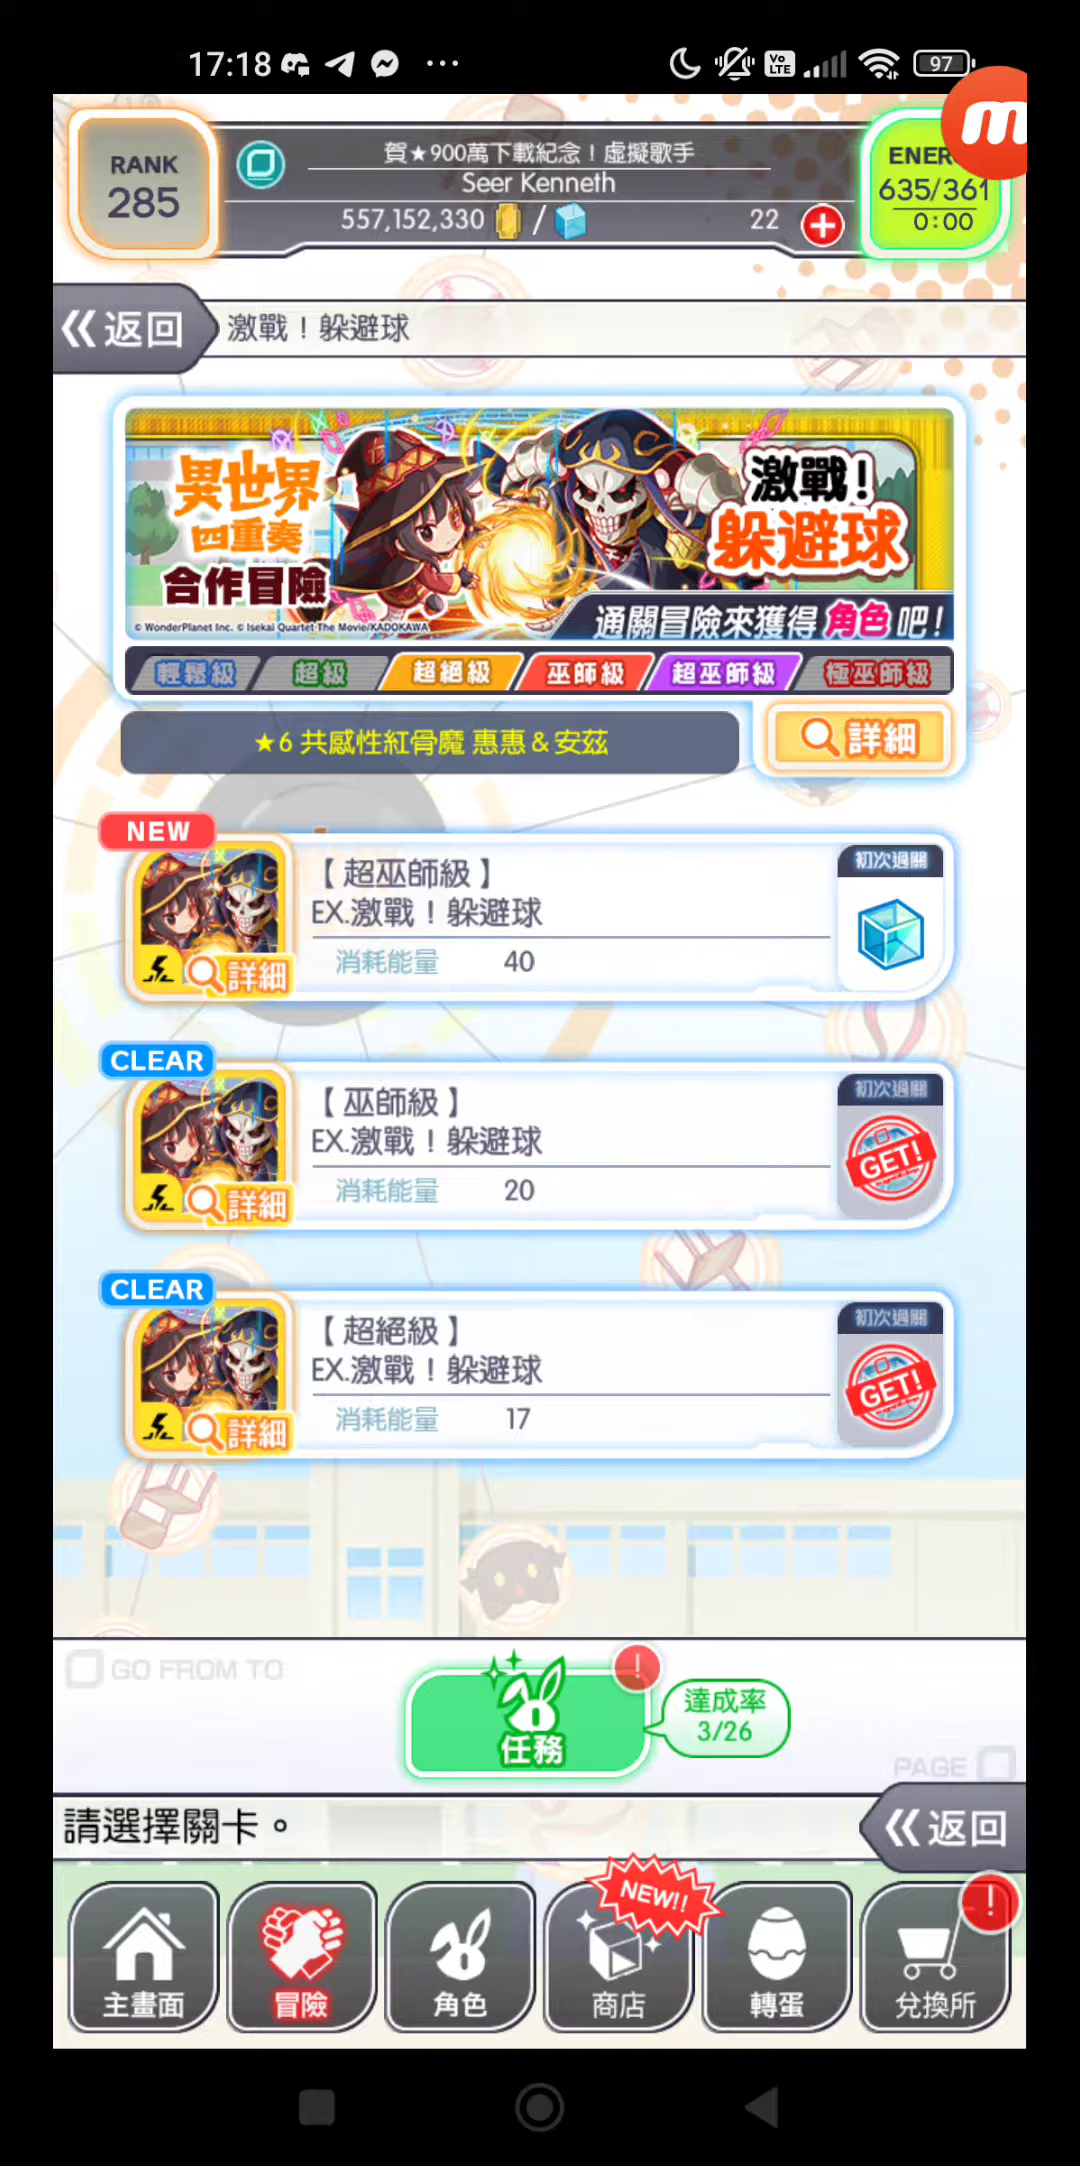 17:18
VoLTE
97
RANK
285
賀★900萬下載紀念！虛擬歌手
Seer Kenneth
557,152,330 / 22
ENER
635/361
0:00
返回
激戰！躲避球
異世界
四重奏
合作冒險
激戰！
躲避球
通關冒險來獲得角色吧！
© WonderPlanet Inc. © Isekai Quartet-The Movie/KADOKAWA
輕鬆級
超級
超絕級
巫師級
超巫師級
極巫師級
★6 共感性紅骨魔 惠惠＆安茲
詳細
NEW
【超巫師級】
EX.激戰！躲避球
消耗能量 40
詳細
初次過關
CLEAR
【巫師級】
EX.激戰！躲避球
消耗能量 20
詳細
初次過關
GET!
CLEAR
【超絕級】
EX.激戰！躲避球
消耗能量 17
詳細
初次過關
GET!
GO FROM TO
任務
!
達成率
3/26
PAGE
請選擇關卡。
返回
主畫面
冒險
角色
NEW!!
商店
轉蛋
!
兌換所